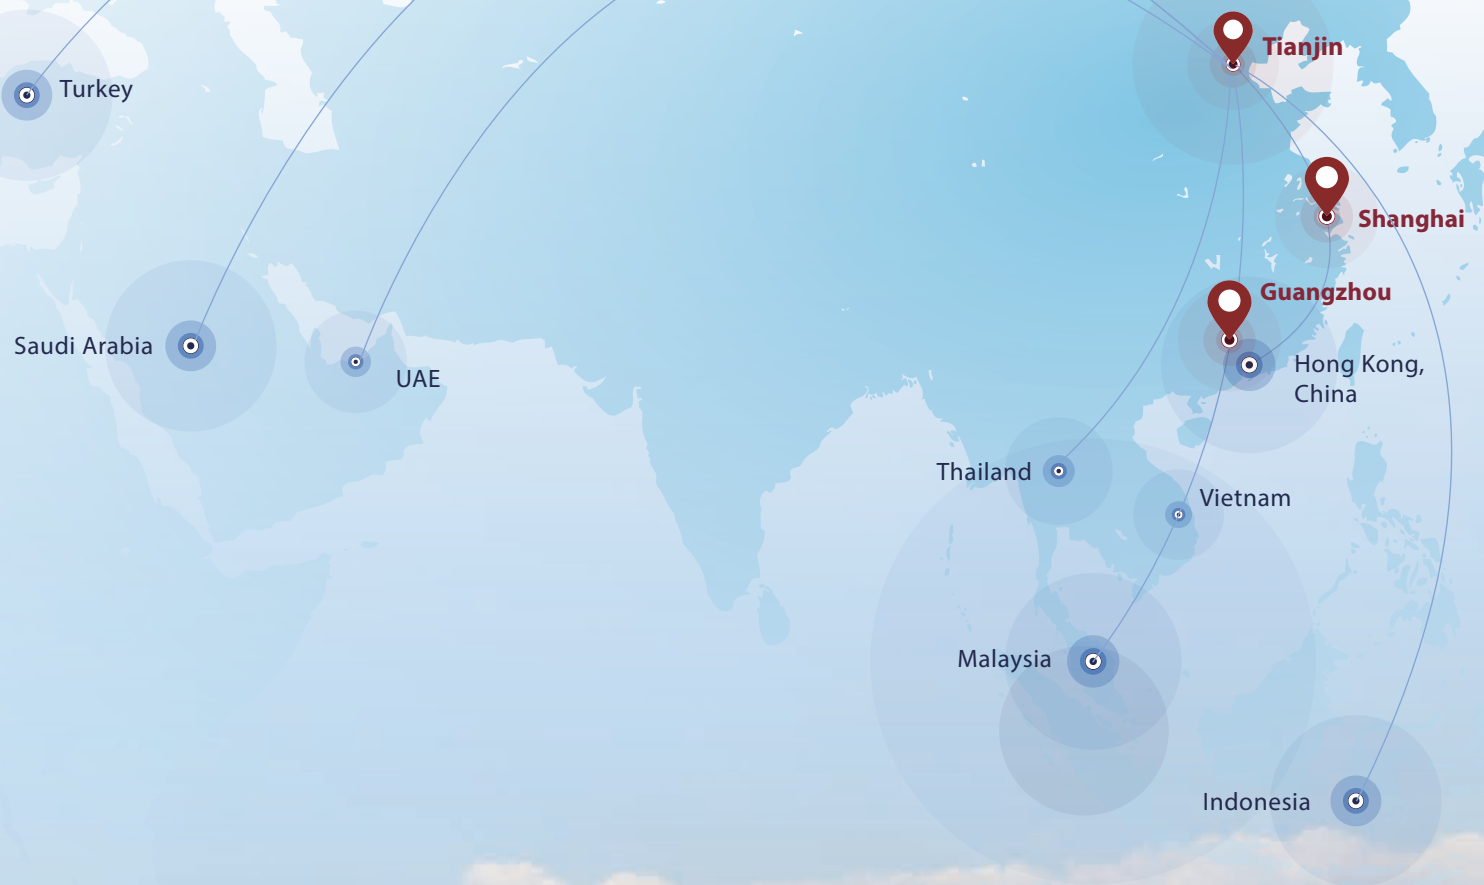 Tianjin
Turkey
Shanghai
Guangzhou
Saudi Arabia
UAE
Hong Kong,
China
Thailand
Vietnam
Malaysia
Indonesia